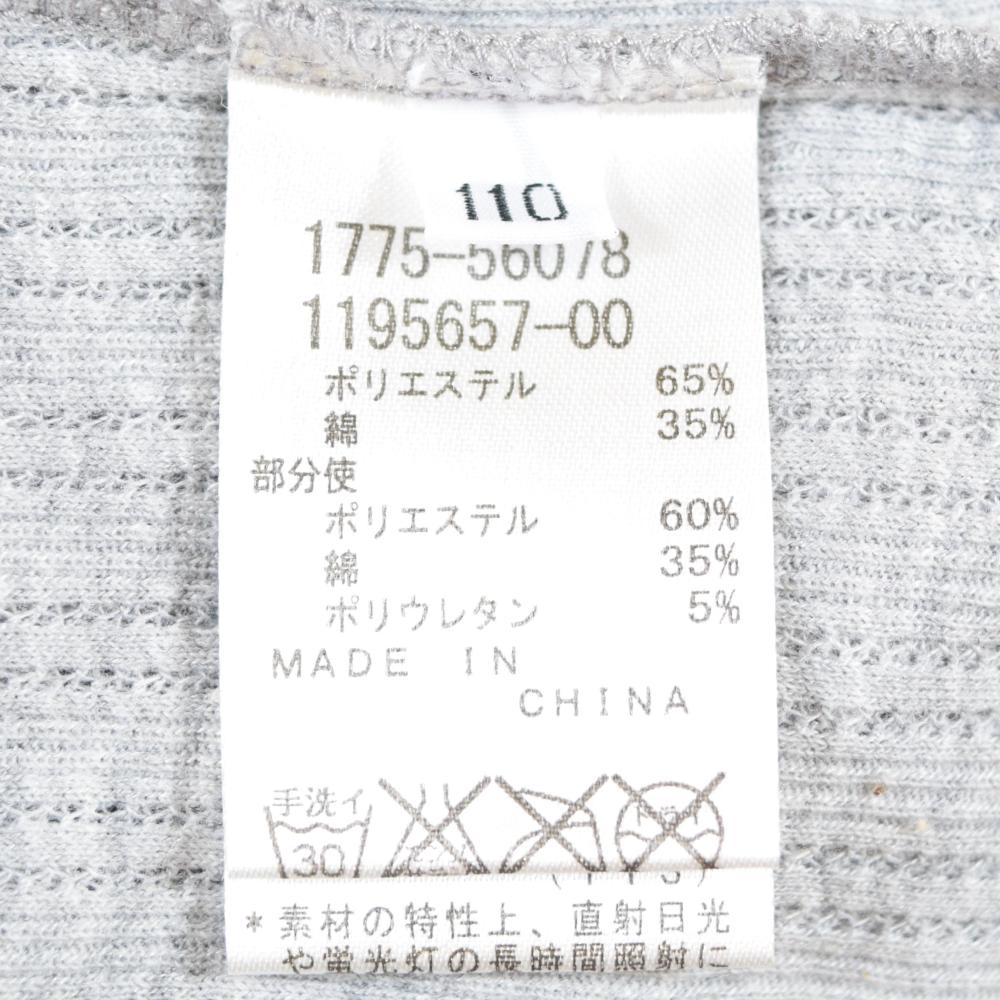 110
1775-56078
1195657-00
ポリエステル 65%
綿 35%
部分使
ポリエステル 60%
綿 35%
ポリウレタン 5%
MADE IN
CHINA
手洗イ
30
*素材の特性上、直射日光
や蛍光灯の長時間照射に